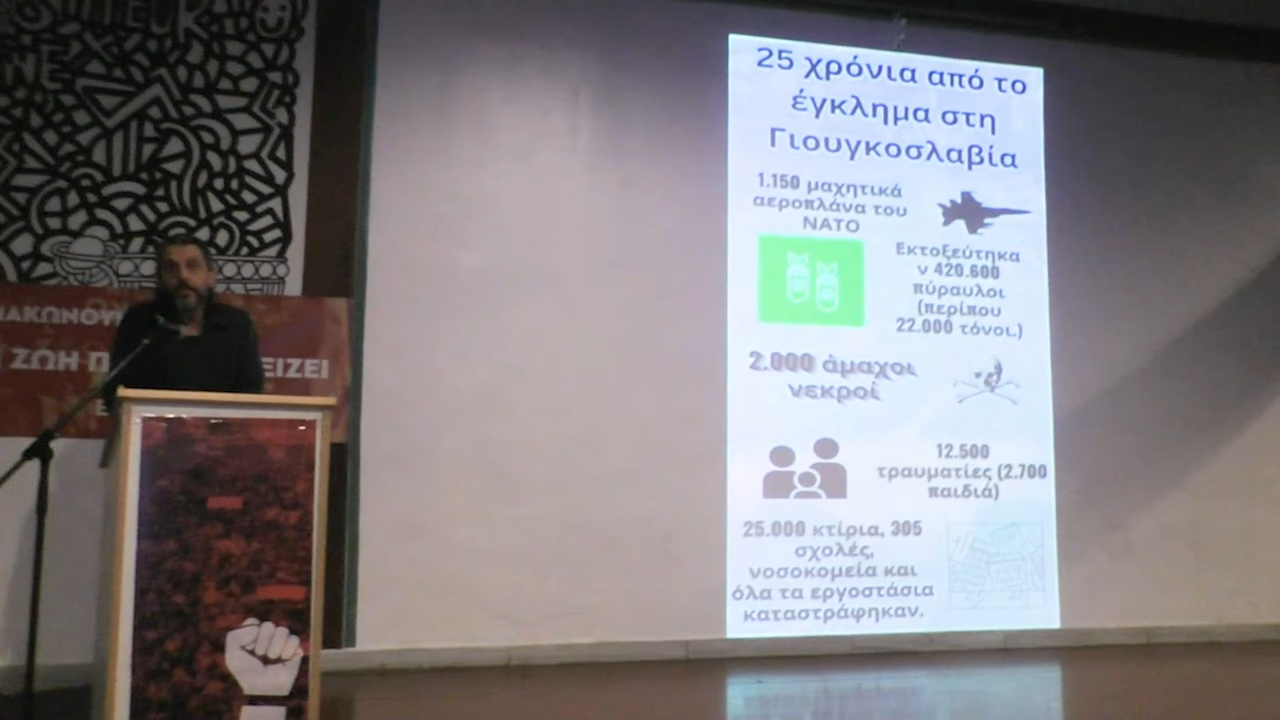 25 χρόνια από το
έγκλημα στη
Γιουγκοσλαβία
1.150 μαχητικά
αεροπλάνα του
ΝΑΤΟ
Εκτοξεύτηκα
ν 420.600
πύραυλοι
(περίπου
22.000 τόνοι.)
2.000 άμαχοι
νεκροί
12.500
τραυματίες (2.700
παιδιά)
25.000 κτίρια, 305
σχολές,
νοσοκομεία και
όλα τα εργοστάσια
καταστράφηκαν.
ΖΩΗ